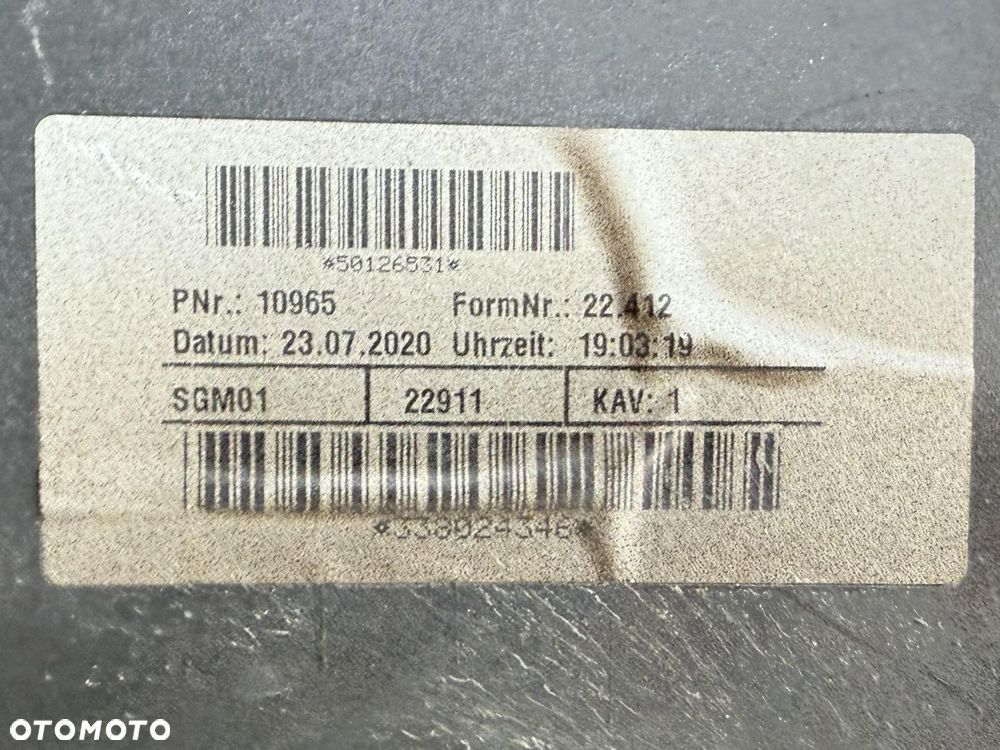 *50126531*
PNr.: 10965 FormNr.: 22.412
Datum: 23.07.2020 Uhrzeit: 19:03:19
SGM01 22911 KAV: 1
*338024346*
OTOMOTO